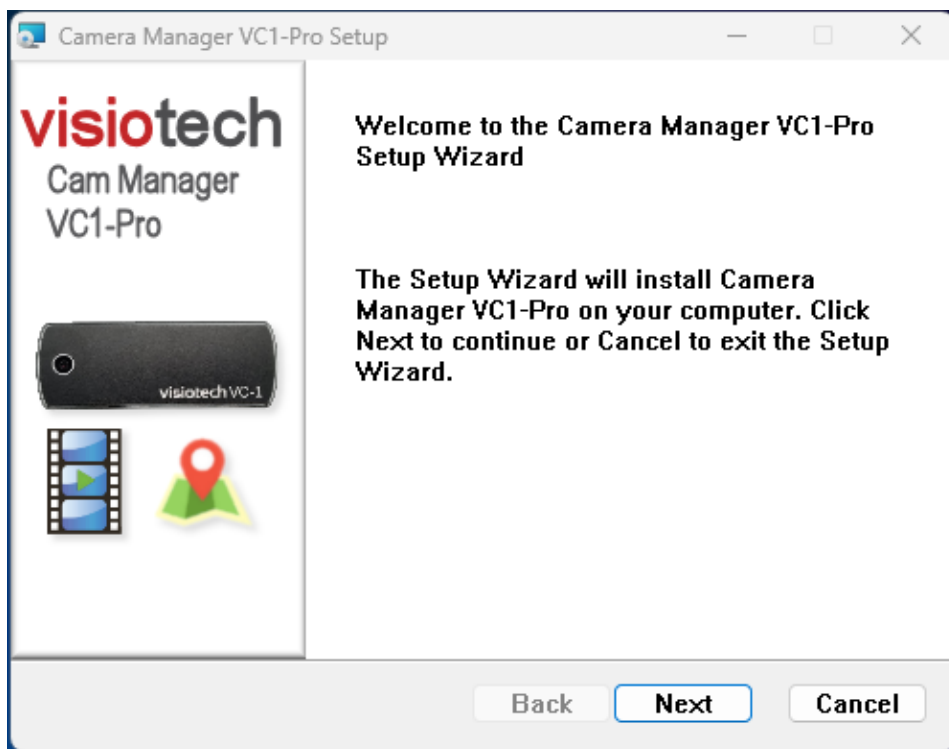 Camera Manager VC1-Pro Setup
visiotech
Cam Manager
VC1-Pro
visiotech VC-1
Welcome to the Camera Manager VC1-Pro
Setup Wizard
The Setup Wizard will install Camera
Manager VC1-Pro on your computer. Click
Next to continue or Cancel to exit the Setup
Wizard.
Back
Next
Cancel